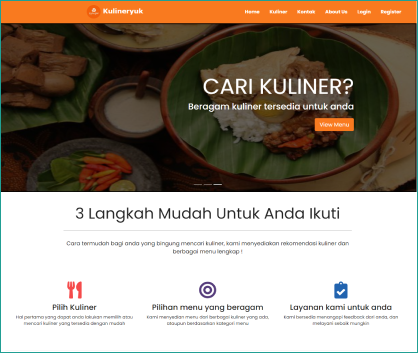 Kulineryuk
Home Kuliner Kontak About Us Login Register
CARI KULINER?
Beragam kuliner tersedia untuk anda
View Menu
3 Langkah Mudah Untuk Anda Ikuti
Cara termudah bagi anda yang bingung mencari kuliner, kami menyediakan rekomendasi kuliner dan
berbagai menu lengkap !
Pilih Kuliner
Hal pertama yang dapat anda lakukan memilih atau
mencari kuliner yang tersedia dengan mudah
Pilihan menu yang beragam
kami menyedian menu dari berbagai kuliner yang ada,
ataupun berdasarkan kategori menu
Layanan kami untuk anda
Kami bersedia menanggai feedback dari anda, dan
melayani sebaik mungkin